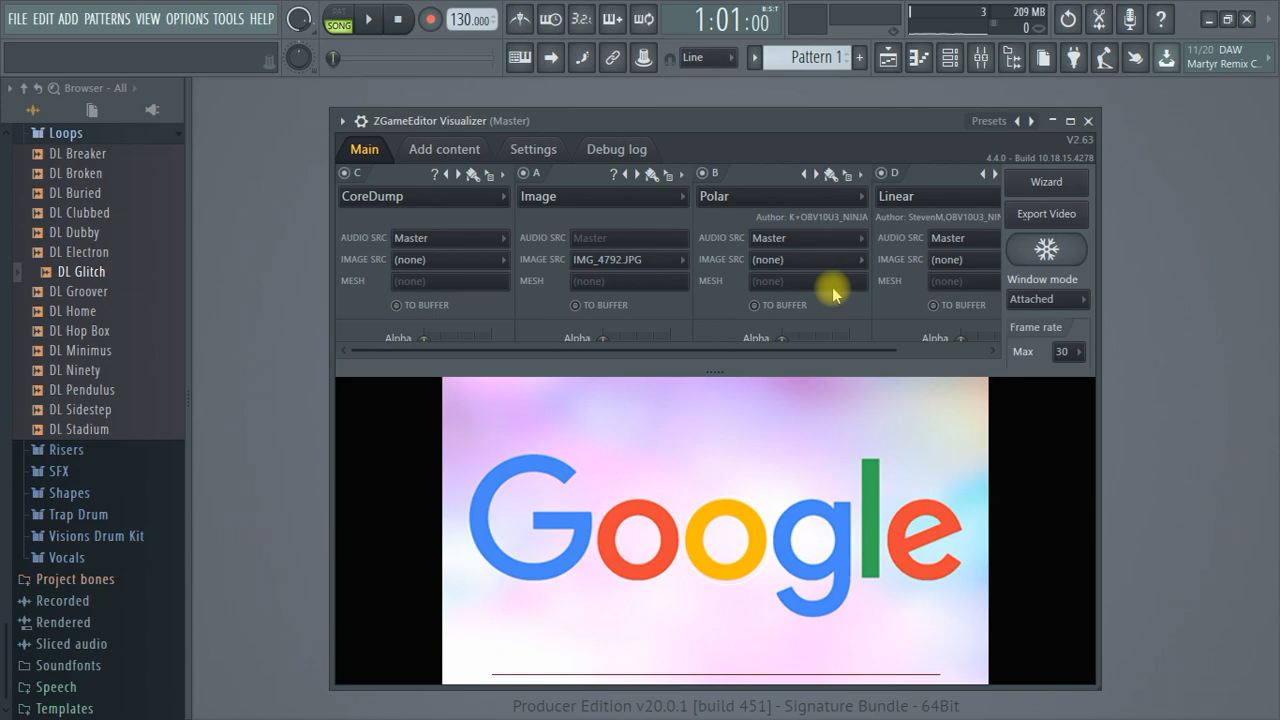 FILE EDIT ADD PATTERNS VIEW OPTIONS TOOLS HELP
PAT
SONG
130.000
3.2
1:01:00
B:S:T
3
209 MB
0
Line
Pattern 1
11/20 DAW
Martyr Remix C..
Browser - All
Loops
DL Breaker
DL Broken
DL Buried
DL Clubbed
DL Dubby
DL Electron
DL Glitch
DL Groover
DL Home
DL Hop Box
DL Minimus
DL Ninety
DL Pendulus
DL Sidestep
DL Stadium
Risers
SFX
Shapes
Trap Drum
Visions Drum Kit
Vocals
Project bones
Recorded
Rendered
Sliced audio
Soundfonts
Speech
Templates
ZGameEditor Visualizer (Master)
Presets
Main
Add content
Settings
Debug log
V2.63
4.4.0 - Build 10.18.15.4278
C
CoreDump
AUDIO SRC Master
IMAGE SRC (none)
MESH (none)
TO BUFFER
Alpha
A
Image
AUDIO SRC Master
IMAGE SRC IMG_4792.JPG
MESH (none)
TO BUFFER
Alpha
B
Polar
Author: K+OBV10U3_NINJA
AUDIO SRC Master
IMAGE SRC (none)
MESH (none)
TO BUFFER
Alpha
D
Linear
Author: StevenM,OBV10U3_NIN
AUDIO SRC Master
IMAGE SRC (none)
MESH (none)
TO BUFFER
Alpha
Wizard
Export Video
Window mode
Attached
Frame rate
Max 30
Google
Producer Edition v20.0.1 [build 451] - Signature Bundle - 64Bit